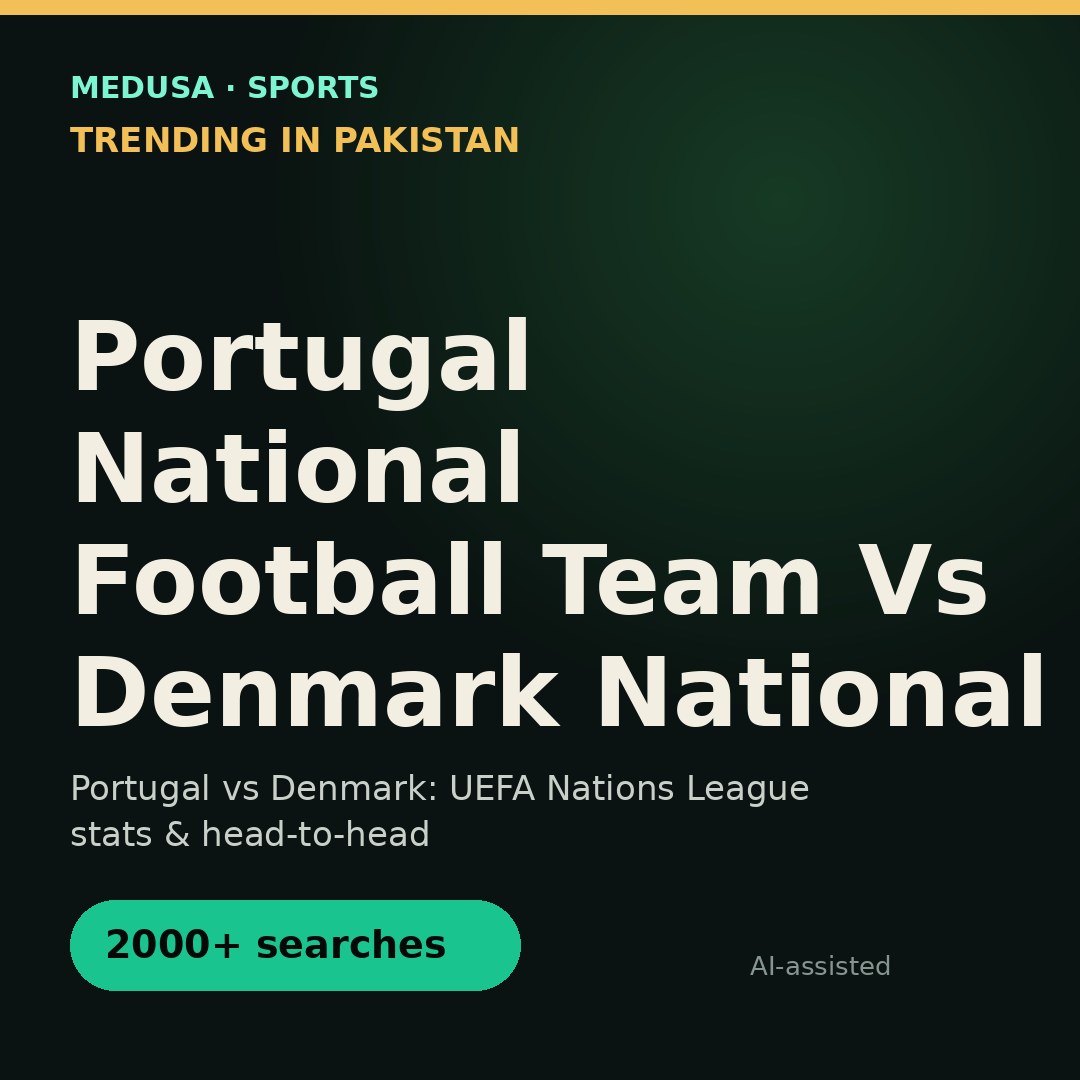 MEDUSA · SPORTS
TRENDING IN PAKISTAN
Portugal
National
Football Team Vs
Denmark National
Portugal vs Denmark: UEFA Nations League
stats & head-to-head
2000+ searches
AI-assisted